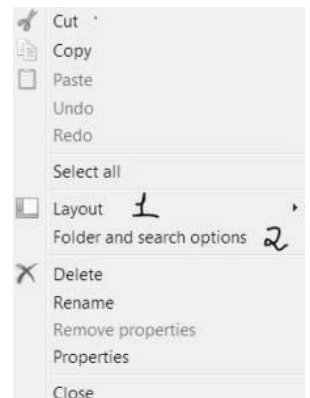 Cut
Copy
Paste
Undo
Redo
Select all
Layout 1
Folder and search options 2
Delete
Rename
Remove properties
Properties
Close